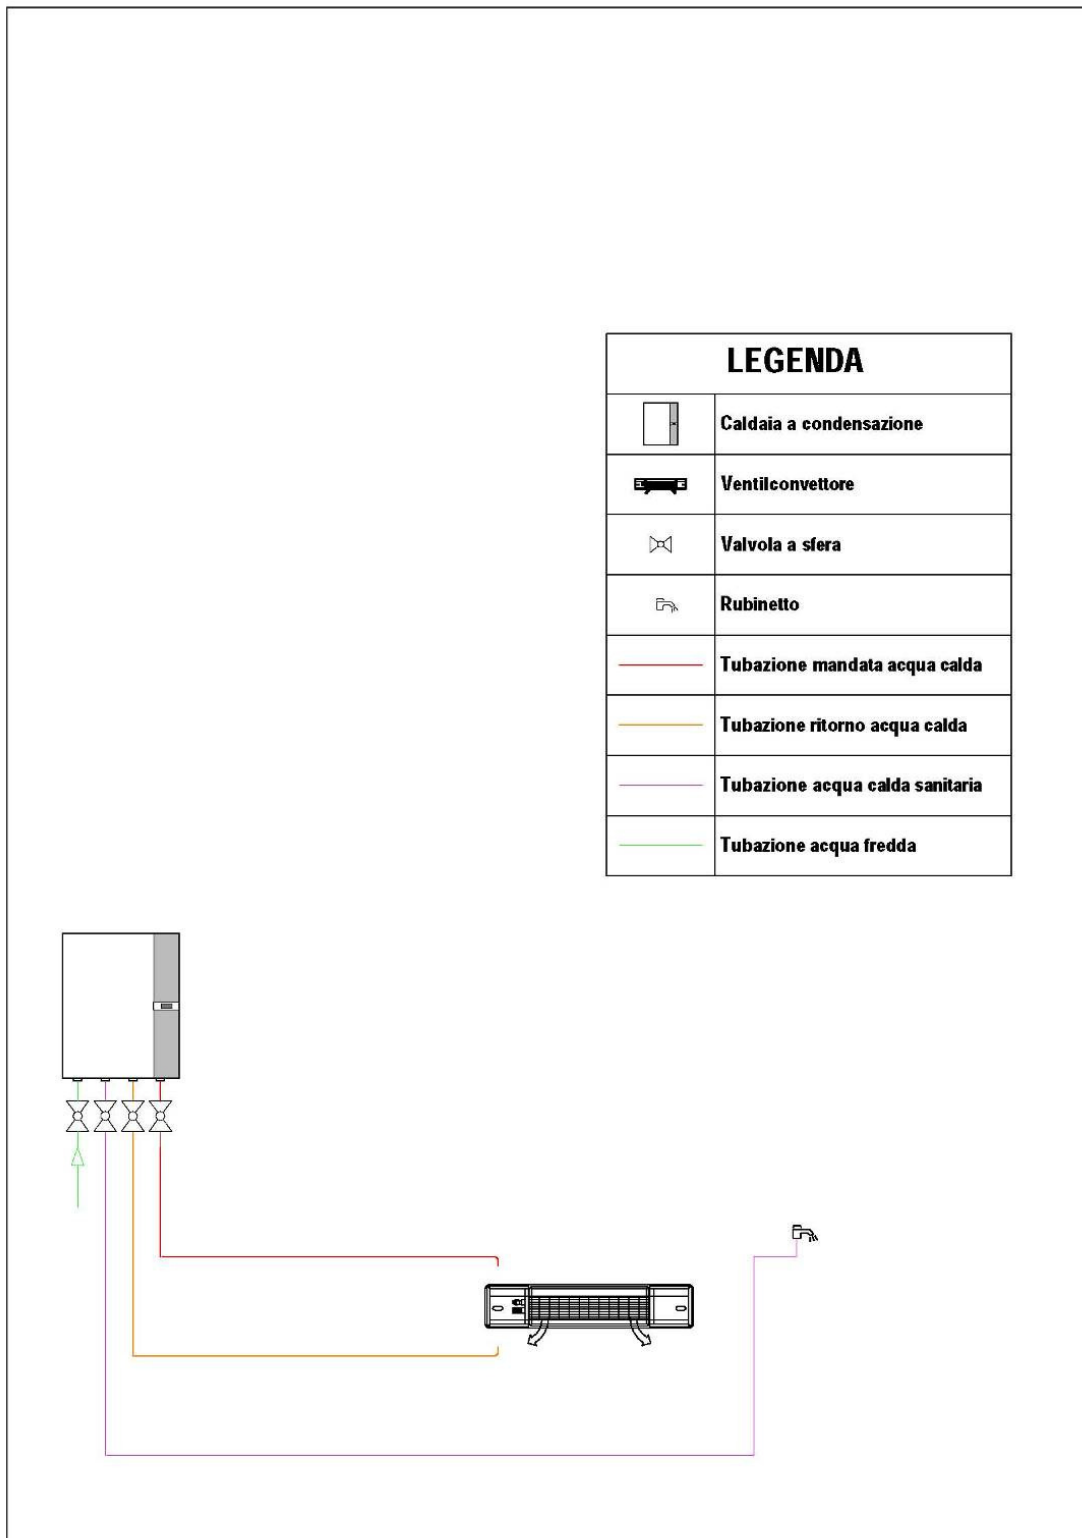 LEGENDA
Caldaia a condensazione
Ventilconvettore
Valvola a sfera
Rubinetto
Tubazione mandata acqua calda
Tubazione ritorno acqua calda
Tubazione acqua calda sanitaria
Tubazione acqua fredda